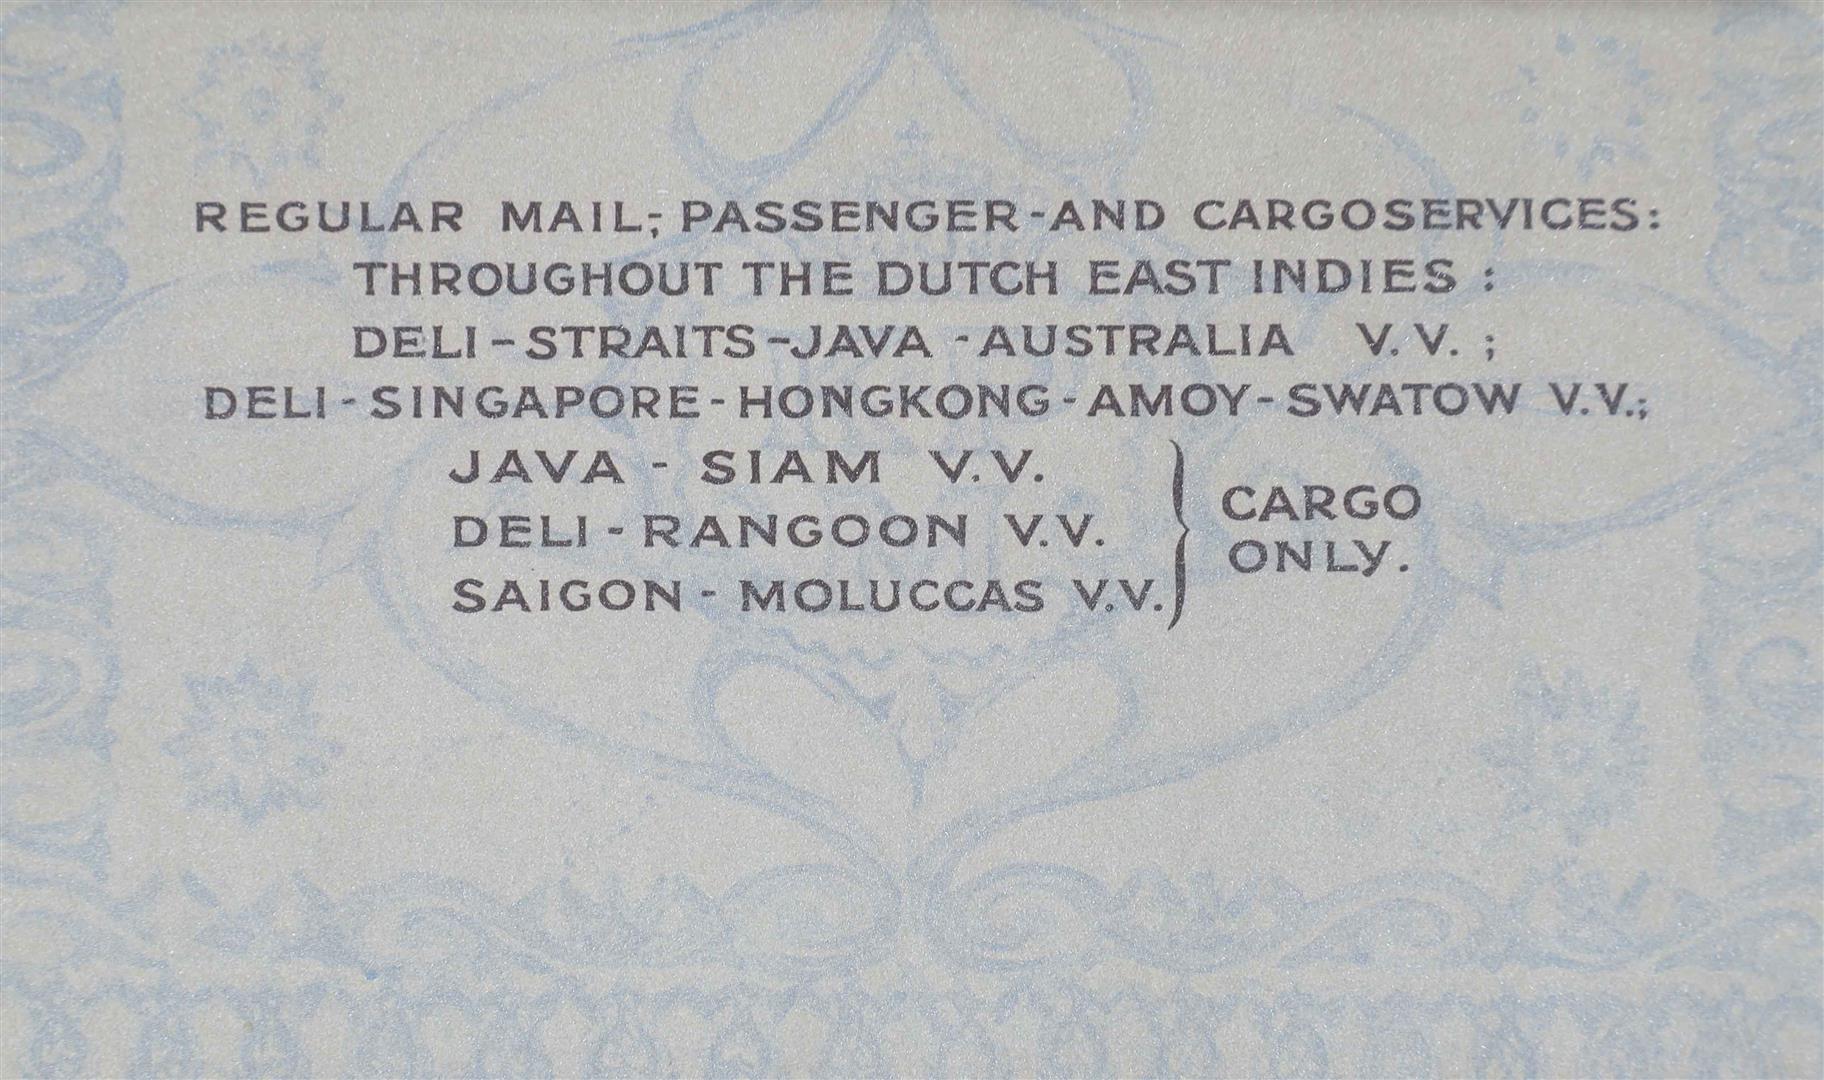 REGULAR MAIL-, PASSENGER-AND CARGOSERVICES:
THROUGHOUT THE DUTCH EAST INDIES :
DELI-STRAITS-JAVA-AUSTRALIA V.V. ;
DELI-SINGAPORE-HONGKONG-AMOY-SWATOW V.V.;
JAVA - SIAM V.V.
DELI-RANGOON V.V.
SAIGON - MOLUCCAS V.V.
} CARGO
ONLY.